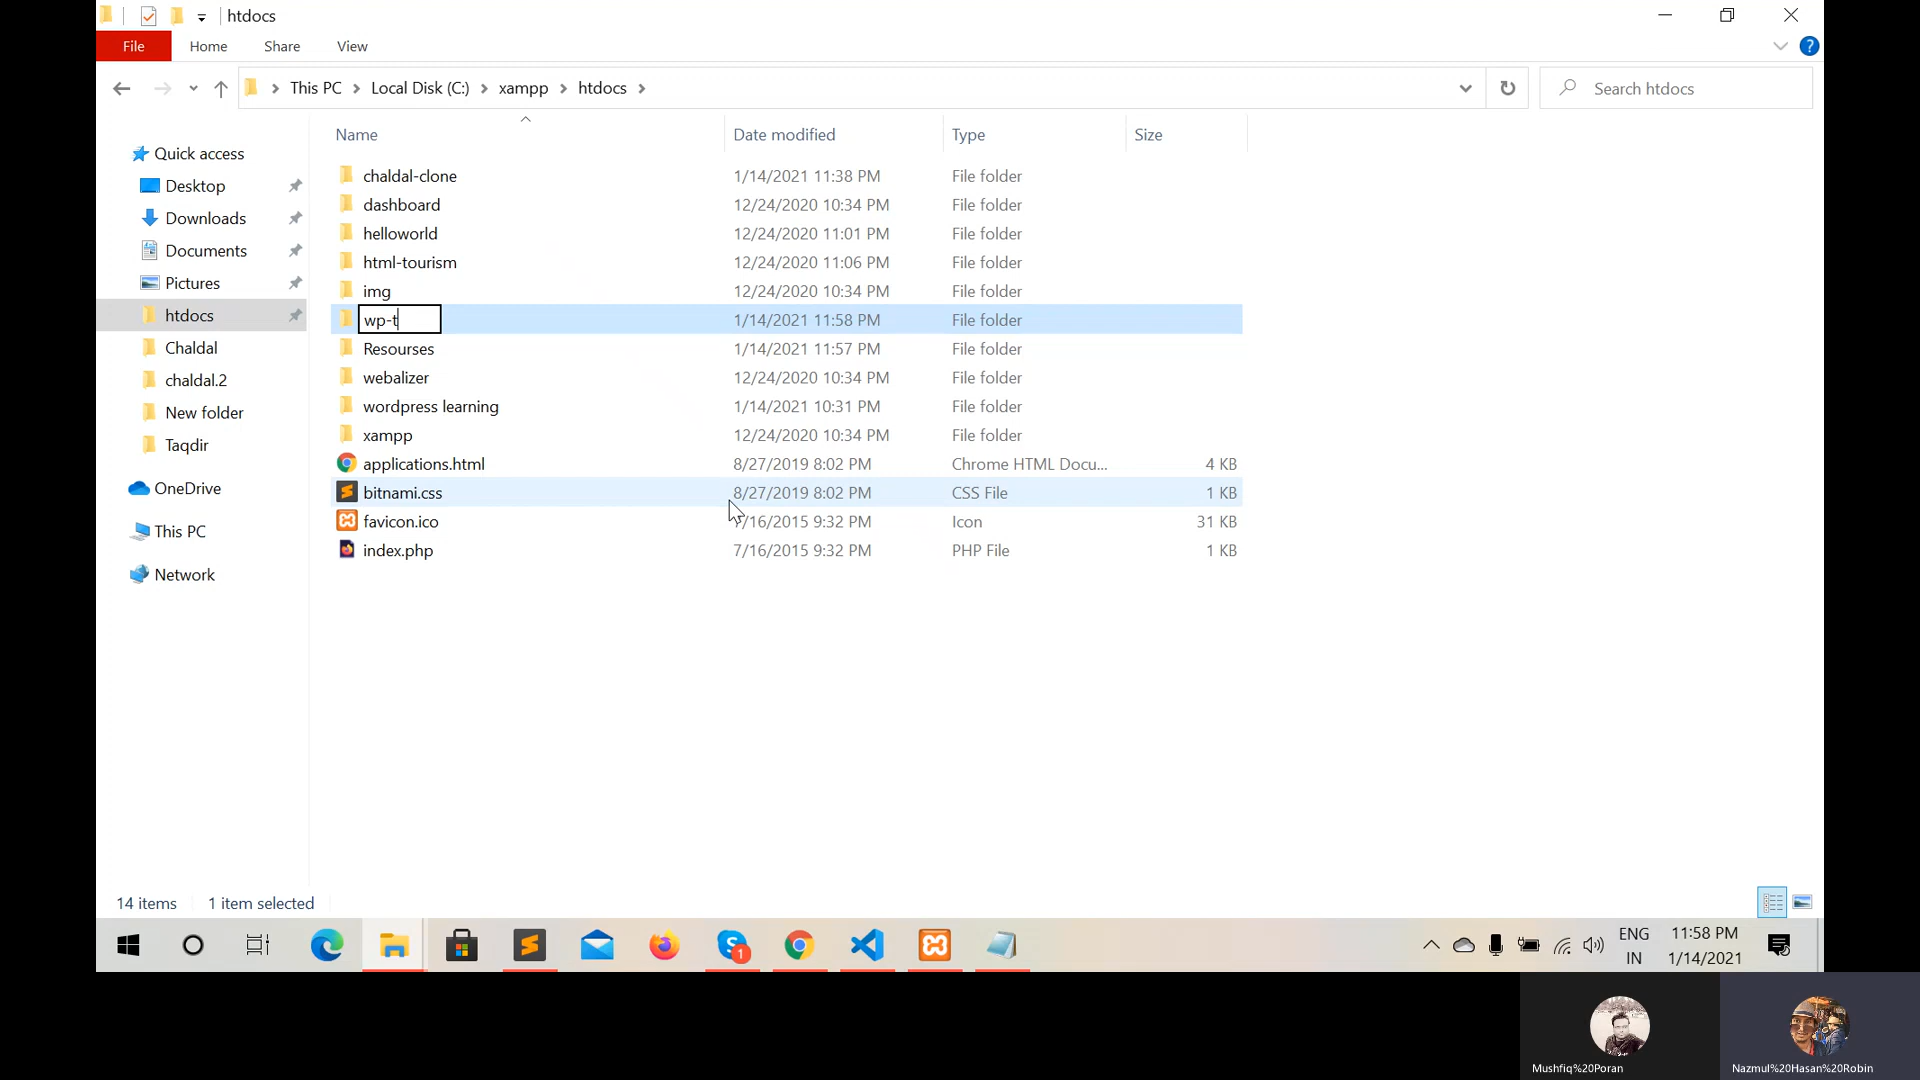 htdocs
File Home Share View
This PC Local Disk (C:) xampp htdocs Search htdocs
Name Date modified Type Size
Quick access
Desktop
Downloads
Documents
Pictures
htdocs
Chaldal
chaldal.2
New folder
Taqdir
OneDrive
This PC
Network
chaldal-clone 1/14/2021 11:38 PM File folder
dashboard 12/24/2020 10:34 PM File folder
helloworld 12/24/2020 11:01 PM File folder
html-tourism 12/24/2020 11:06 PM File folder
img 12/24/2020 10:34 PM File folder
wp-t 1/14/2021 11:58 PM File folder
Resourses 1/14/2021 11:57 PM File folder
webalizer 12/24/2020 10:34 PM File folder
wordpress learning 1/14/2021 10:31 PM File folder
xampp 12/24/2020 10:34 PM File folder
applications.html 8/27/2019 8:02 PM Chrome HTML Docu... 4 KB
bitnami.css 8/27/2019 8:02 PM CSS File 1 KB
favicon.ico 7/16/2015 9:32 PM Icon 31 KB
index.php 7/16/2015 9:32 PM PHP File 1 KB
14 items 1 item selected
1
ENG
IN
11:58 PM
1/14/2021
Mushfiq%20Poran
Nazmul%20Hasan%20Robin